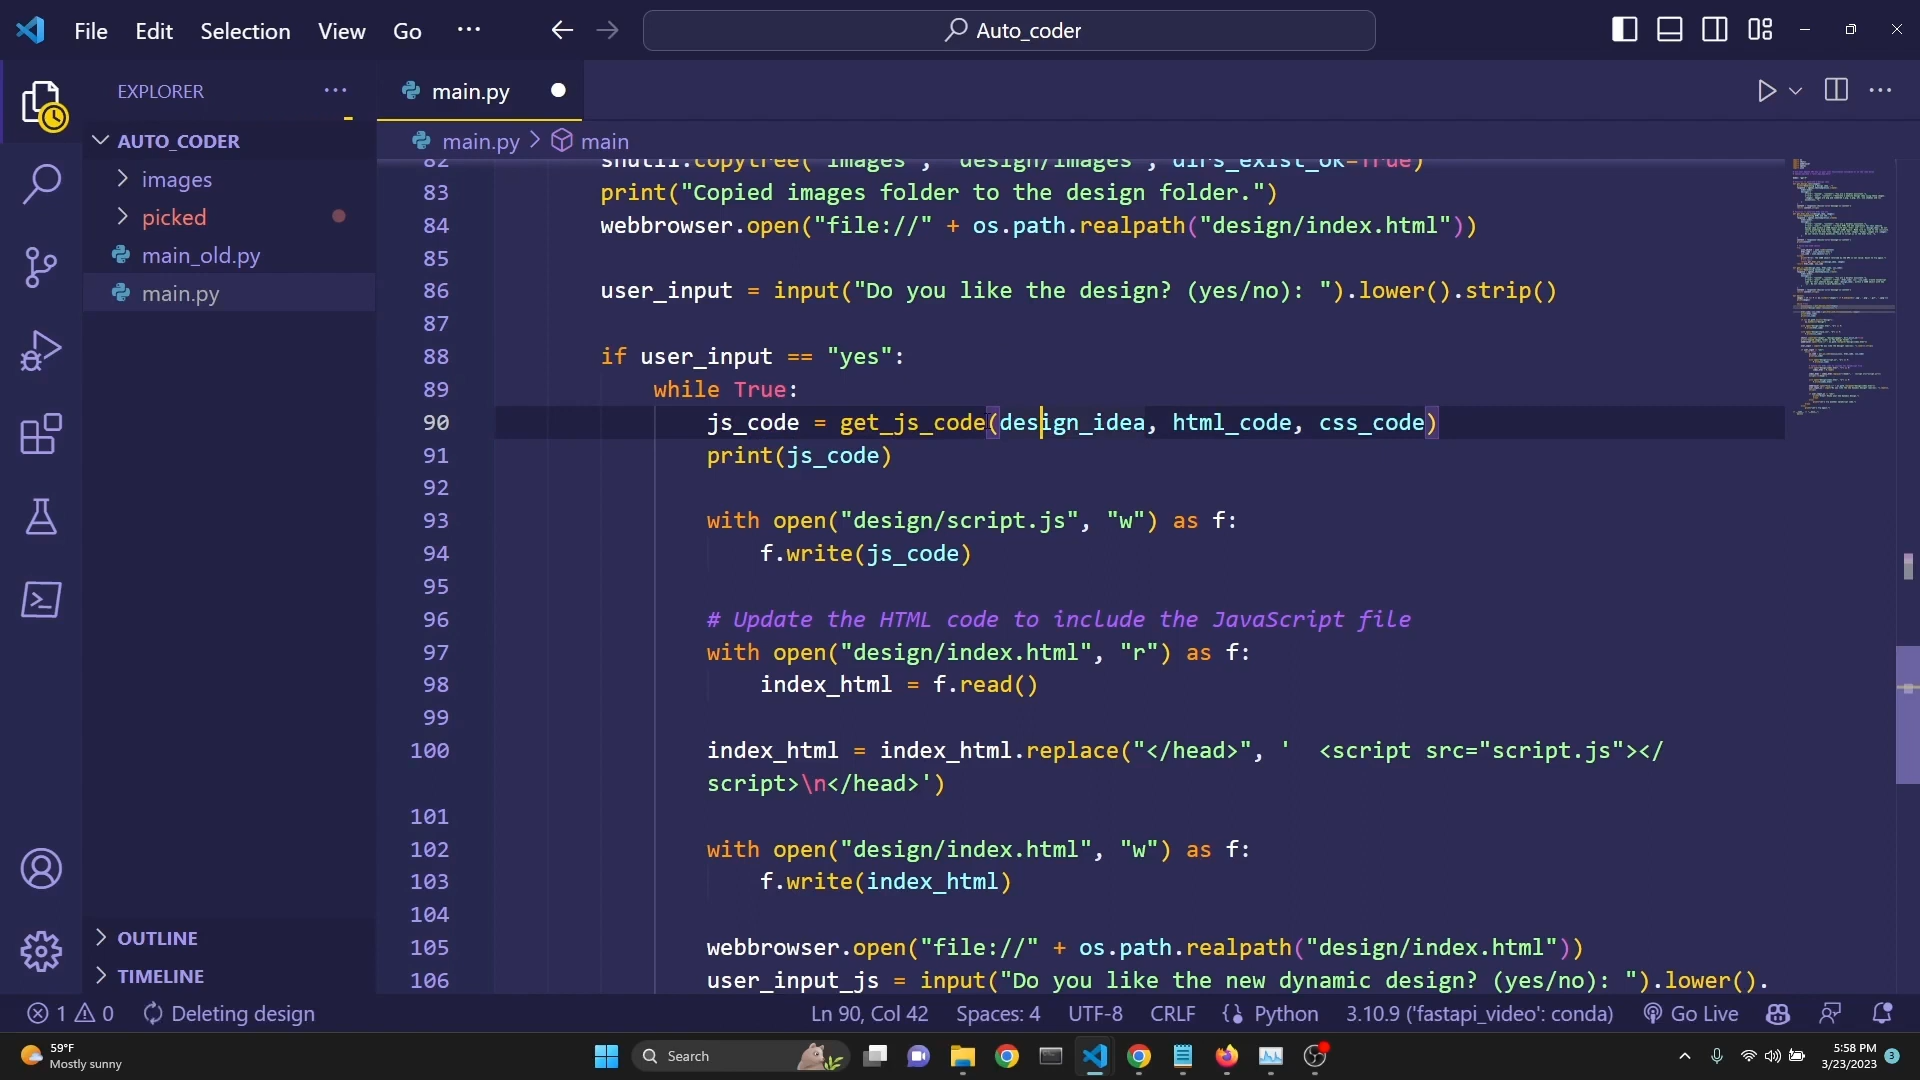 File Edit Selection View Go ··· Auto_coder
EXPLORER ···
main.py
AUTO_CODER
main.py > main
images
picked
main_old.py
main.py
82 shutil.copytree("images", "design/images", dirs_exist_ok=True)
83 print("Copied images folder to the design folder.")
84 webbrowser.open("file://" + os.path.realpath("design/index.html"))
85
86 user_input = input("Do you like the design? (yes/no): ").lower().strip()
87
88 if user_input == "yes":
89 while True:
90 js_code = get_js_code(design_idea, html_code, css_code)
91 print(js_code)
92
93 with open("design/script.js", "w") as f:
94 f.write(js_code)
95
96 # Update the HTML code to include the JavaScript file
97 with open("design/index.html", "r") as f:
98 index_html = f.read()
99
100 index_html = index_html.replace("</head>", '  <script src="script.js"></
script>\n</head>')
101
102 with open("design/index.html", "w") as f:
103 f.write(index_html)
104
105 webbrowser.open("file://" + os.path.realpath("design/index.html"))
106 user_input_js = input("Do you like the new dynamic design? (yes/no): ").lower().
OUTLINE
TIMELINE
1 0 Deleting design Ln 90, Col 42 Spaces: 4 UTF-8 CRLF Python 3.10.9 ('fastapi_video': conda) Go Live
59°F
Mostly sunny
Search
5:58 PM
3/23/2023
3